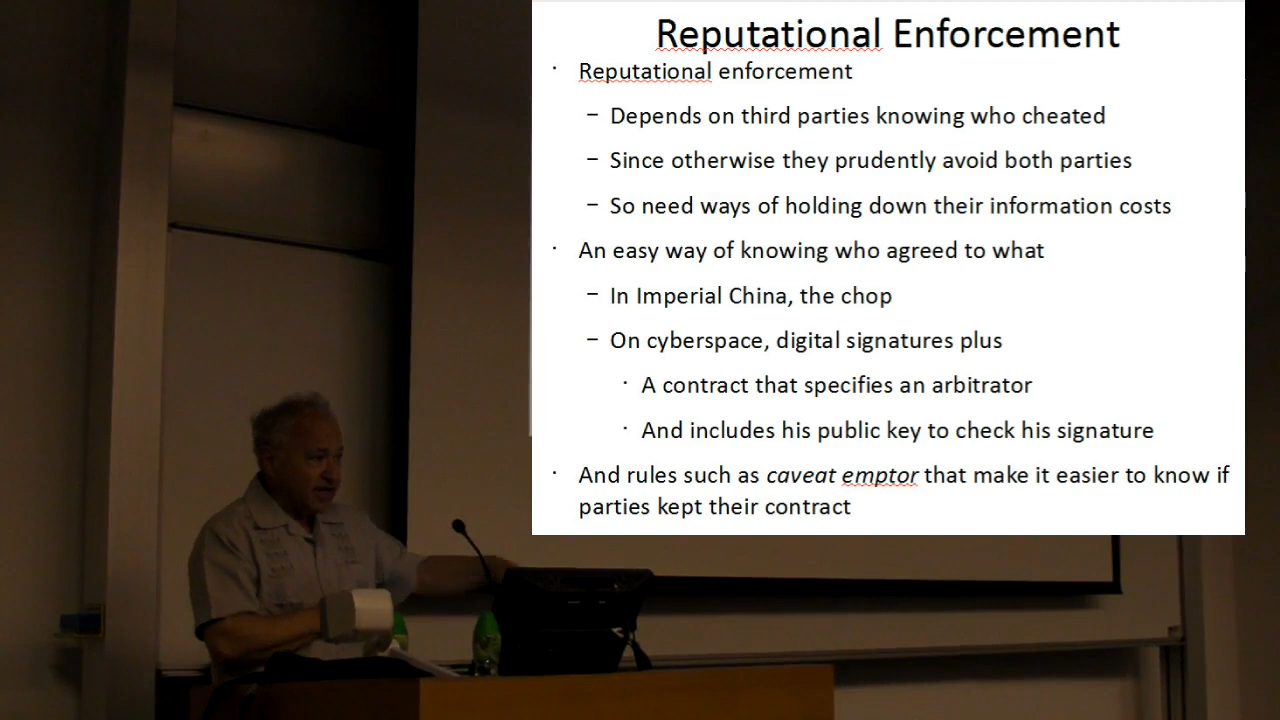 Reputational Enforcement
· Reputational enforcement
– Depends on third parties knowing who cheated
– Since otherwise they prudently avoid both parties
– So need ways of holding down their information costs
· An easy way of knowing who agreed to what
– In Imperial China, the chop
– On cyberspace, digital signatures plus
· A contract that specifies an arbitrator
· And includes his public key to check his signature
· And rules such as caveat emptor that make it easier to know if
parties kept their contract